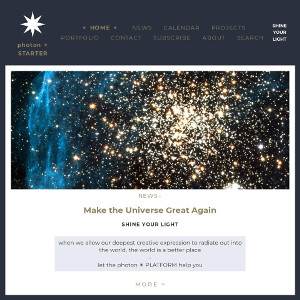 ✴ HOME ✴ NEWS CALENDAR PROJECTS
PORTFOLIO CONTACT SUBSCRIBE ABOUT SEARCH
SHINE
YOUR
LIGHT
photon ✴
STARTER
NEWS:
Make the Universe Great Again
SHINE YOUR LIGHT
when we allow our deepest creative expression to radiate out into
the world, the world is a better place
let the photon ✴ PLATFORM help you
MORE >